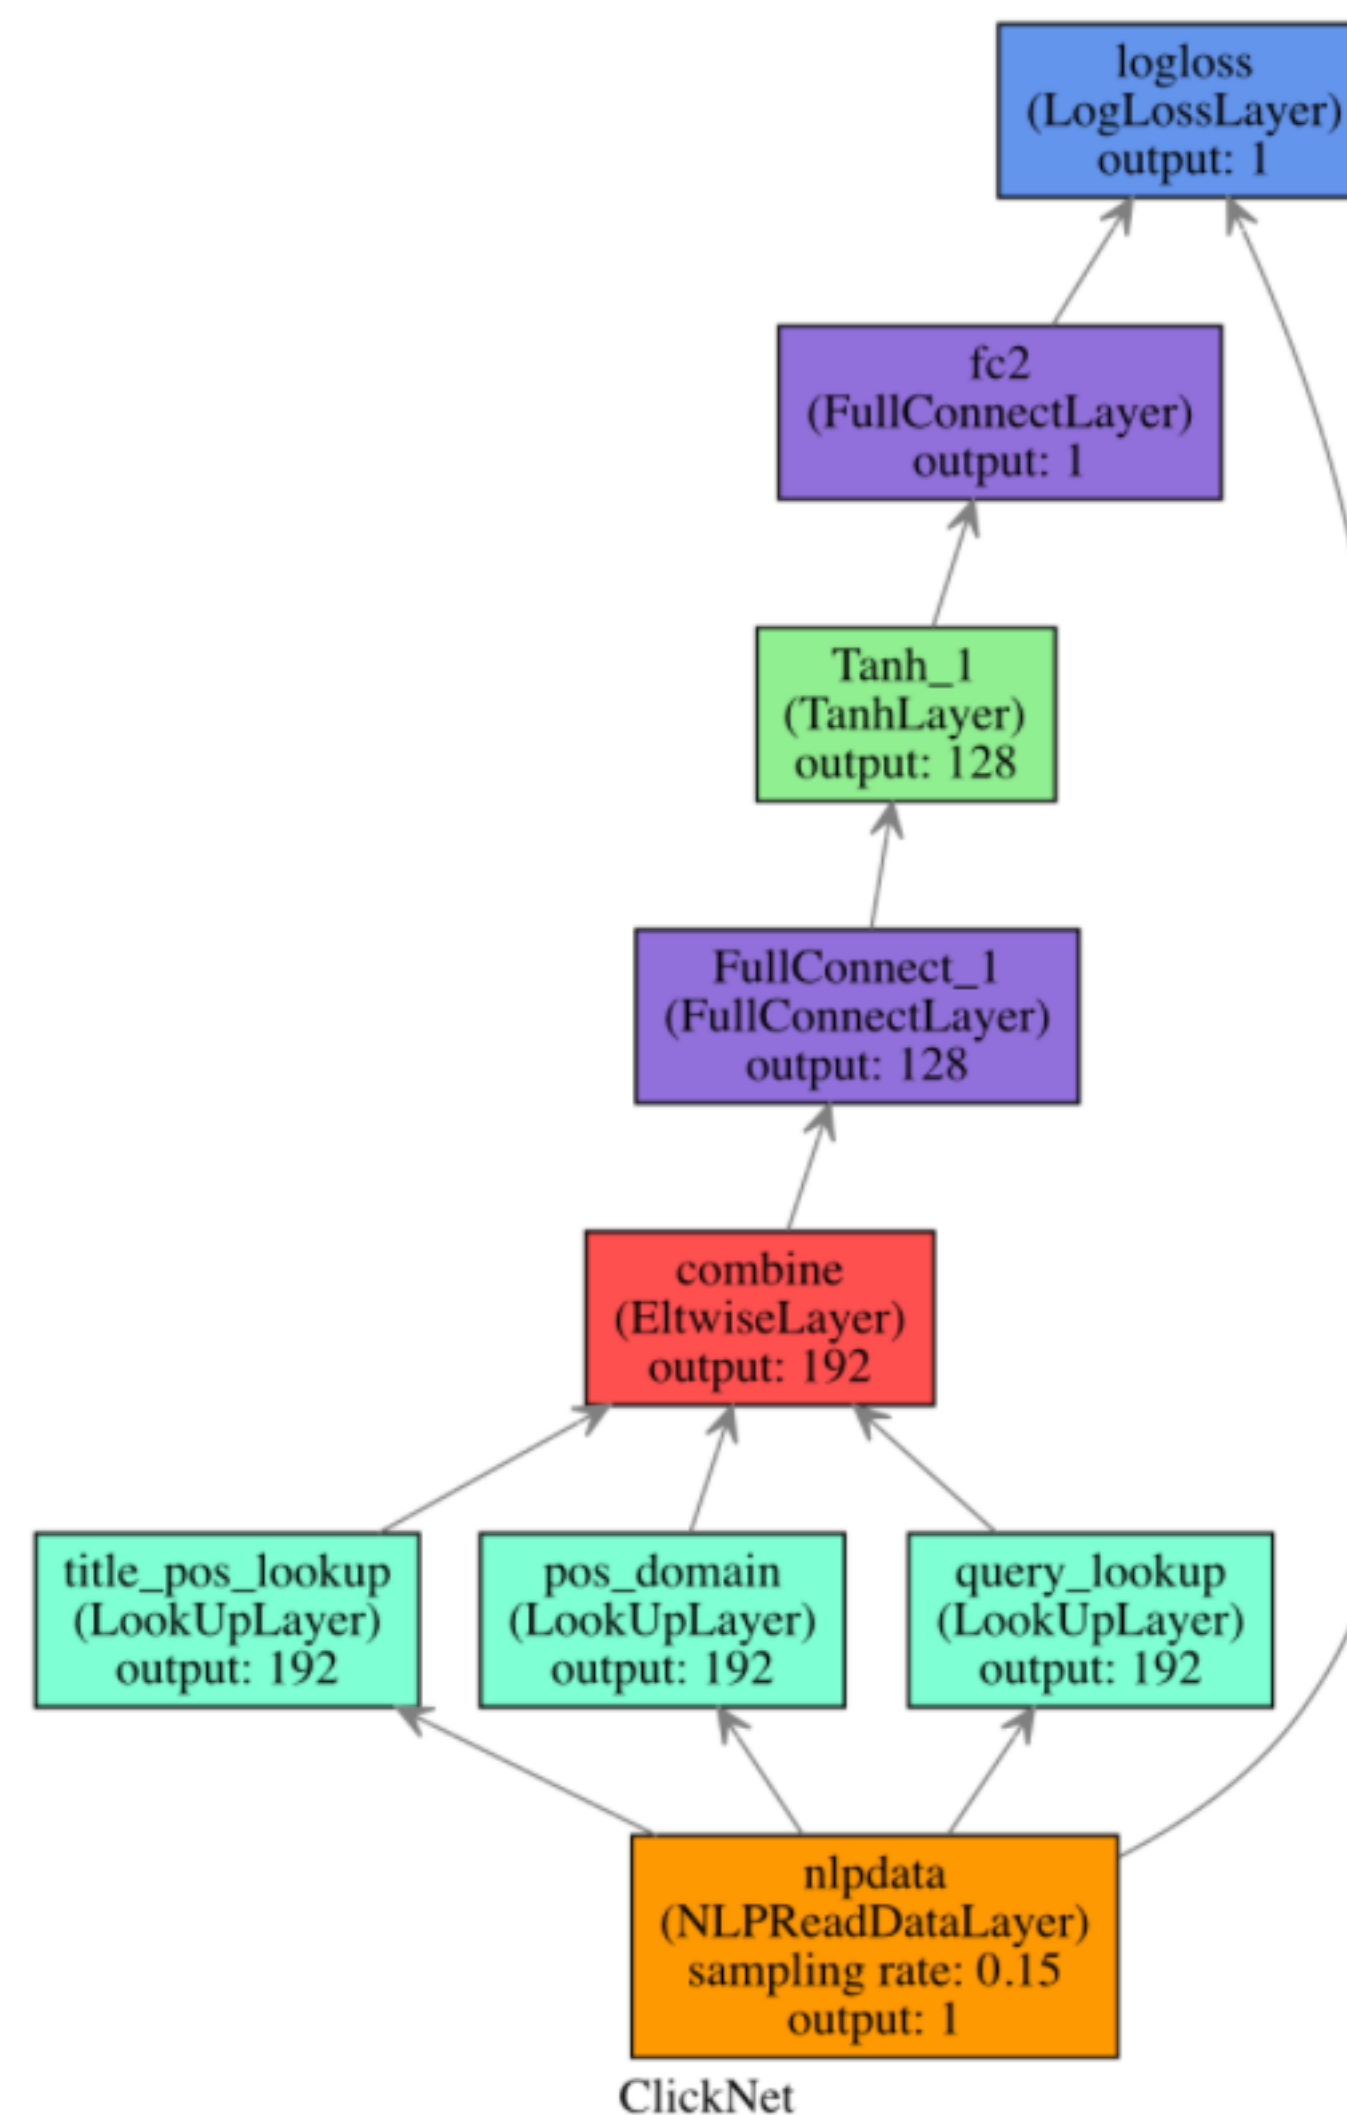 logloss
(LogLossLayer)
output: 1
fc2
(FullConnectLayer)
output: 1
Tanh_1
(TanhLayer)
output: 128
FullConnect_1
(FullConnectLayer)
output: 128
combine
(EltwiseLayer)
output: 192
title_pos_lookup
(LookUpLayer)
output: 192
pos_domain
(LookUpLayer)
output: 192
query_lookup
(LookUpLayer)
output: 192
nlpdata
(NLPReadDataLayer)
sampling rate: 0.15
output: 1
ClickNet